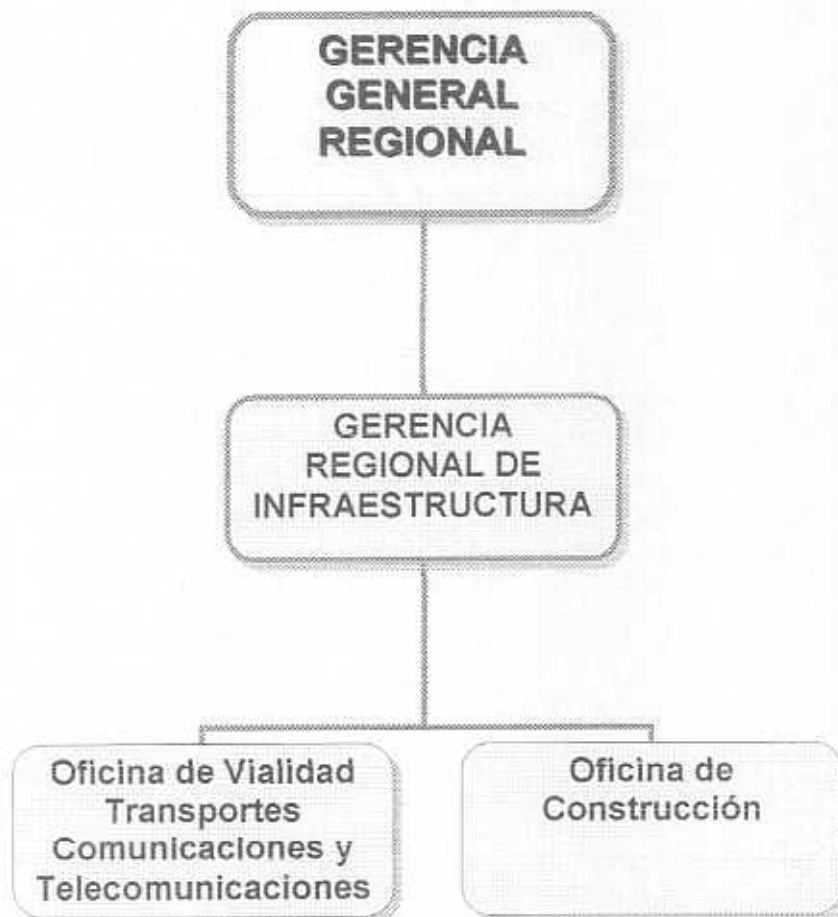 GERENCIA
GENERAL
REGIONAL
GERENCIA
REGIONAL DE
INFRAESTRUCTURA
Oficina de Vialidad
Transportes
Comunicaciones y
Telecomunicaciones
Oficina de
Construcción